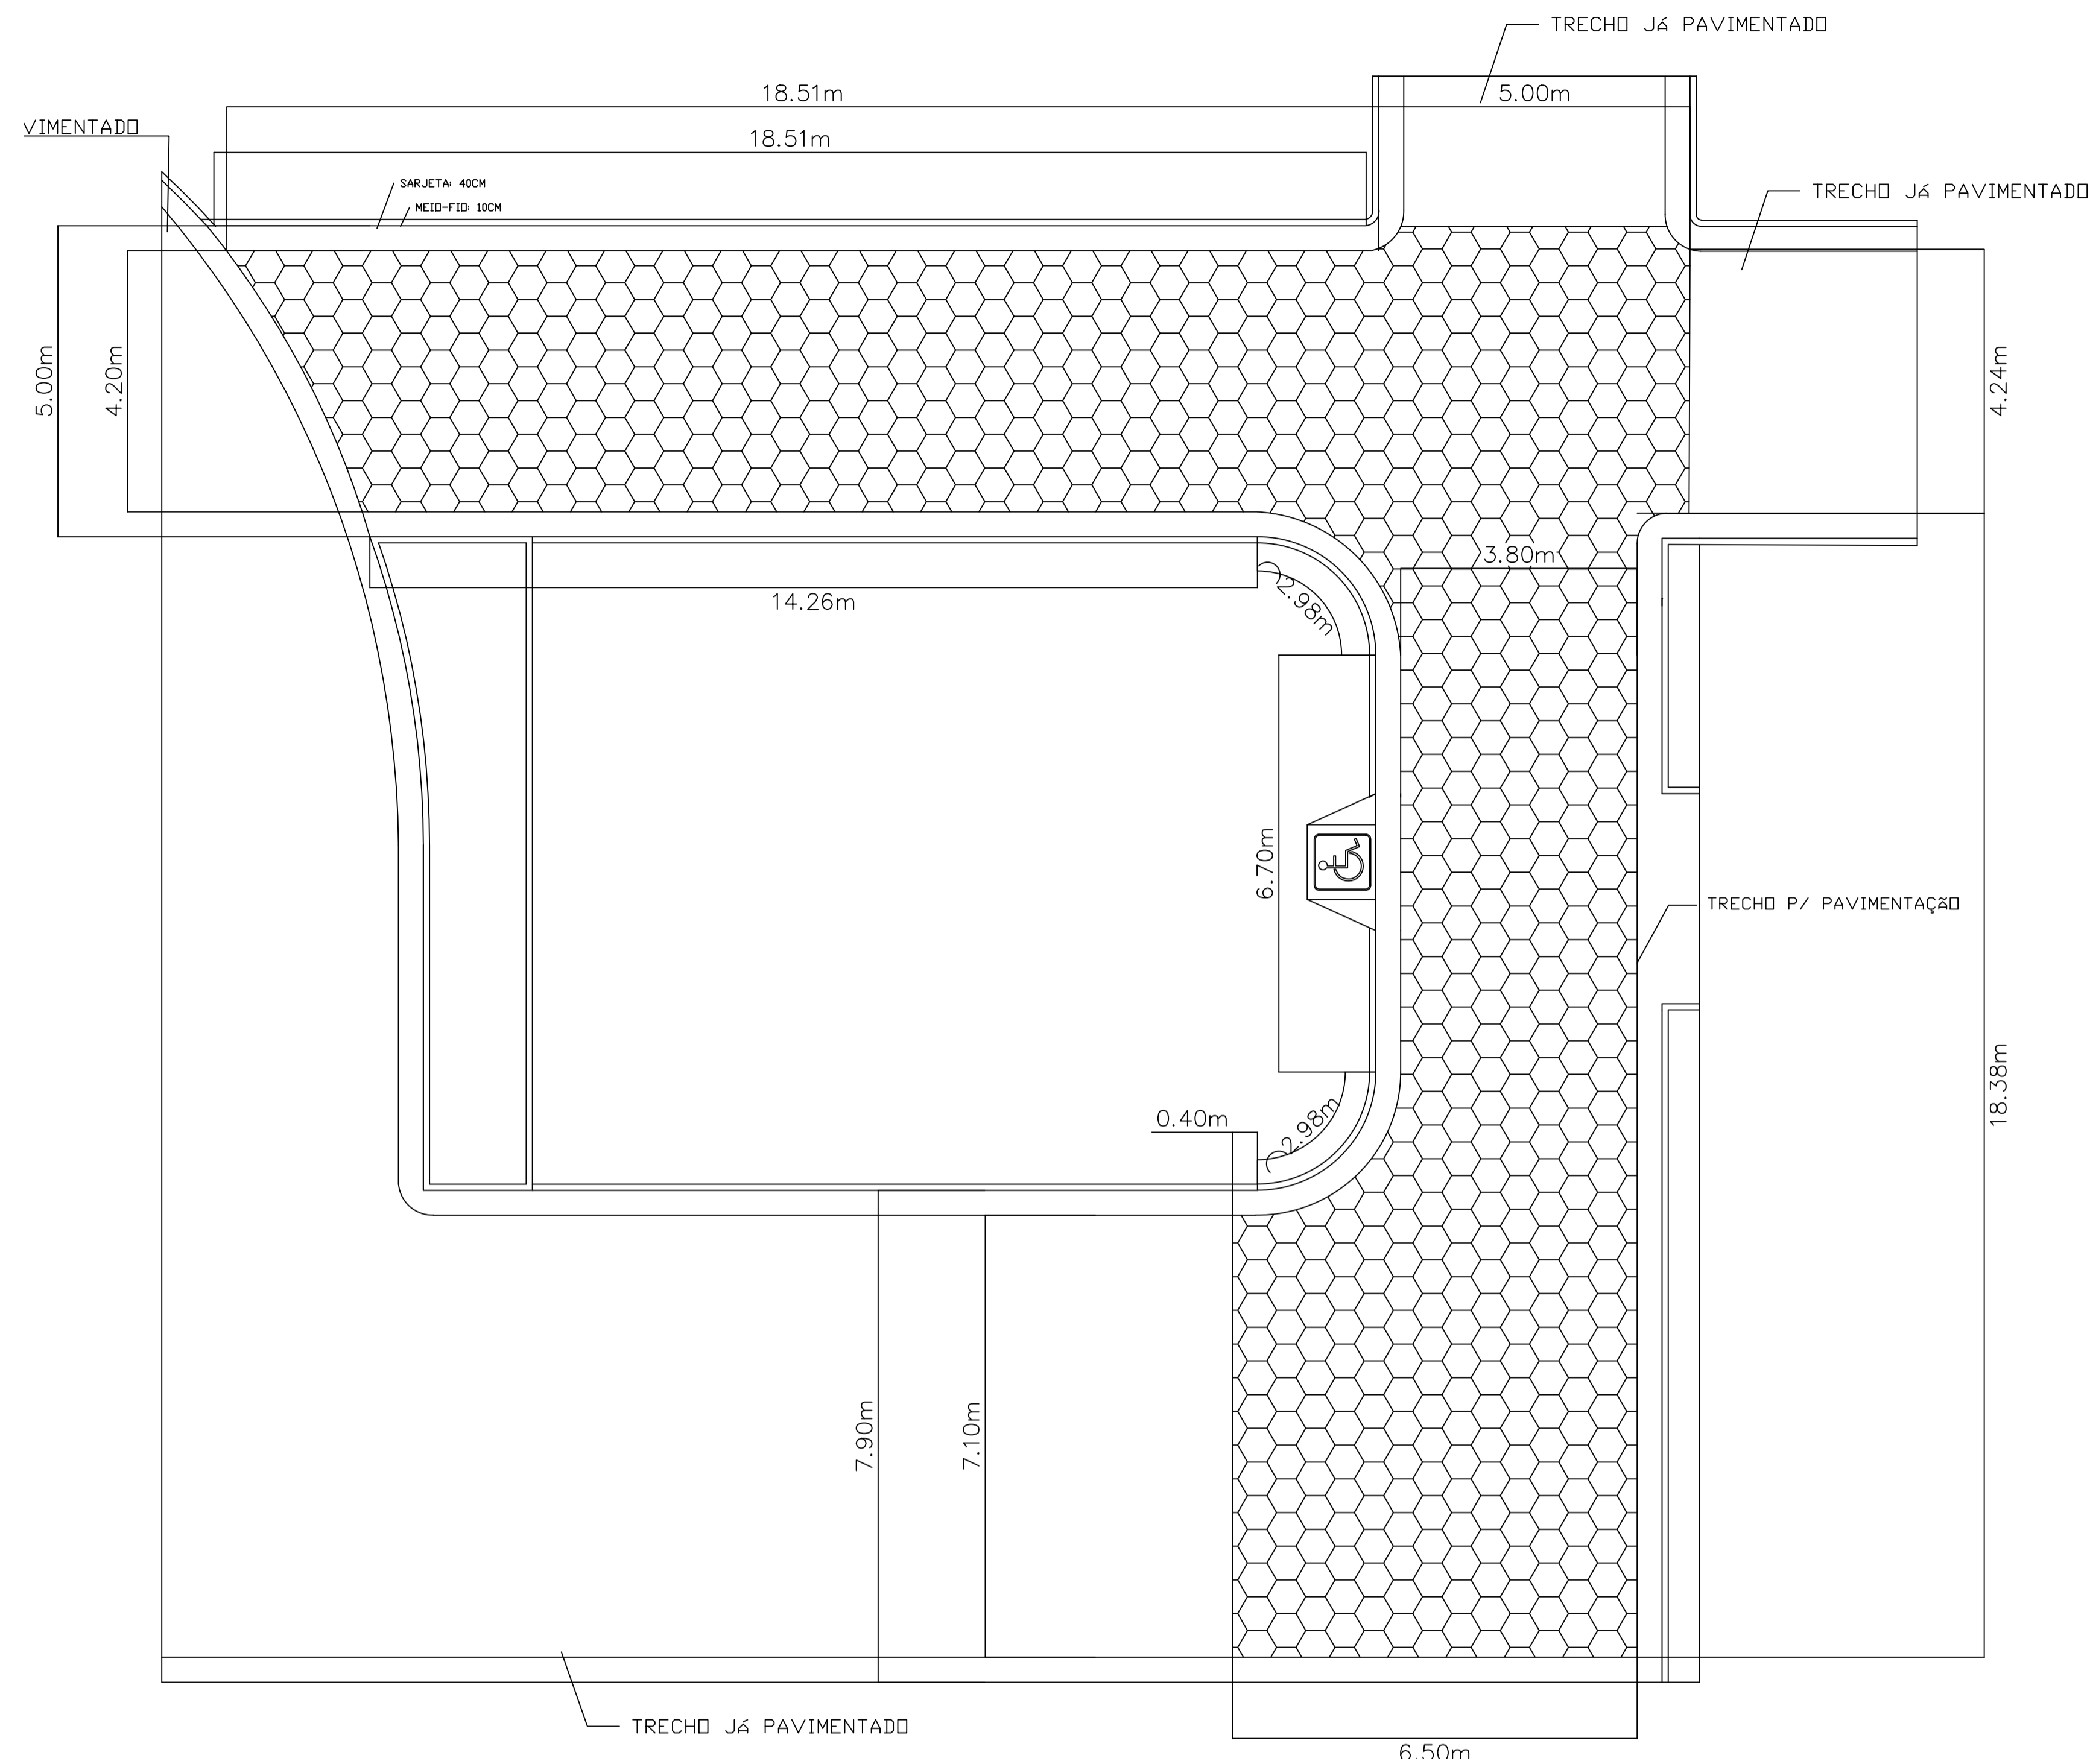 TRECHO Já PAVIMENTADO
18.51m
5.00m
VIMENTADO
18.51m
SARJETA: 40CM
TRECHO Já PAVIMENTADO
MEIO-FIO: 10CM
5.00m
4.20m
4.24m
3.80m
14.26m
2.98m
6.70m
TRECHO P/ PAVIMENTAÇÃO
18.38m
0.40m
2.98m
7.90m
7.10m
TRECHO Já PAVIMENTADO
6.50m